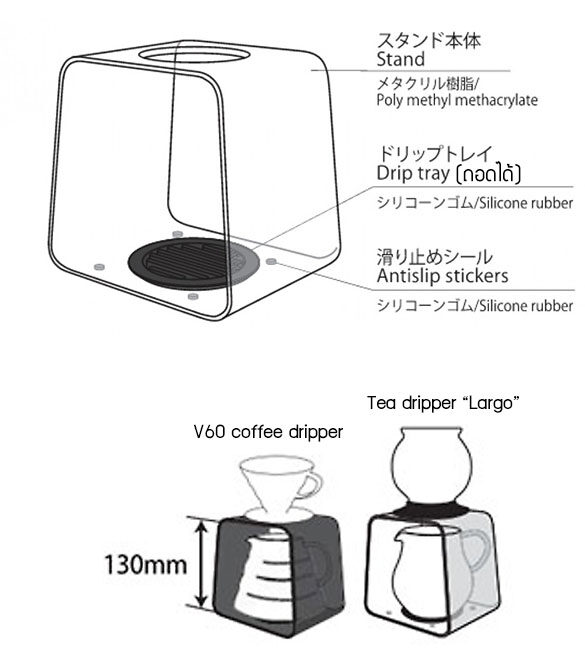 スタンド本体
Stand
メタクリル樹脂/
Poly methyl methacrylate
ドリップトレイ
Drip tray (ถอดได้)
シリコーンゴム/Silicone rubber
滑り止めシール
Antislip stickers
シリコーンゴム/Silicone rubber
Tea dripper “Largo”
V60 coffee dripper
130mm